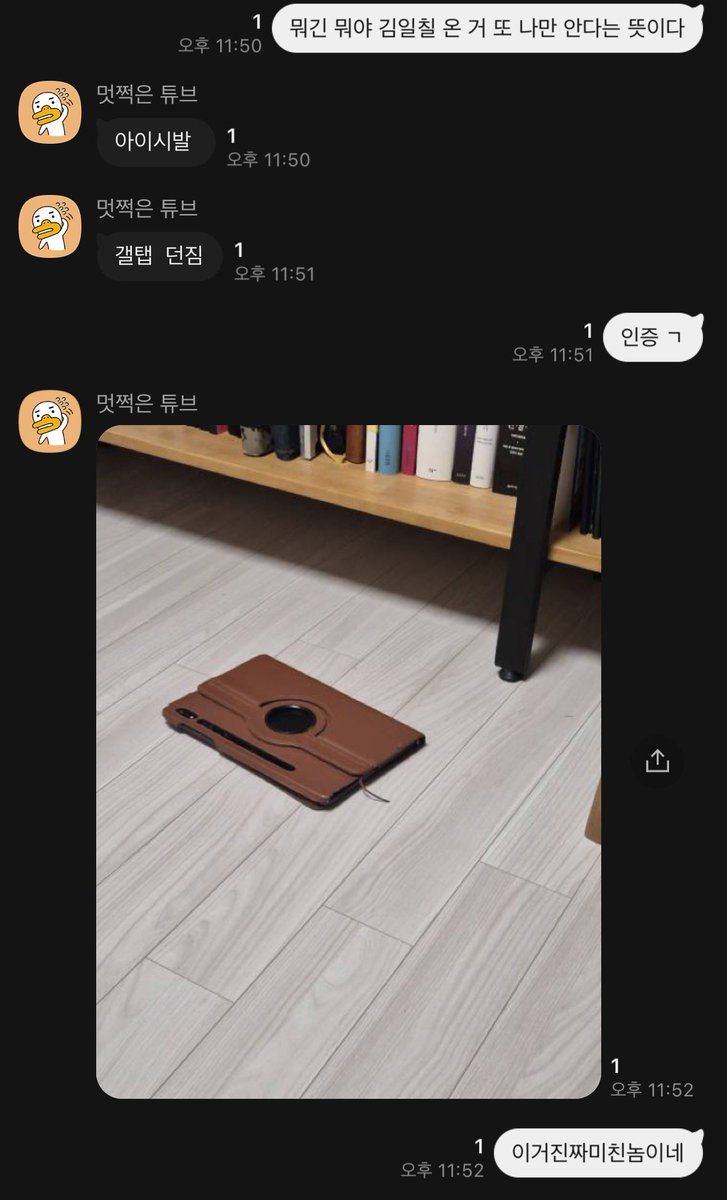 뭐긴 뭐야 김일칠 온 거 또 나만 안다는 뜻이다
1
오후 11:50
멋쩍은 튜브
아이시발
1
오후 11:50
멋쩍은 튜브
갤탭 던짐
1
오후 11:51
인증 ㄱ
1
오후 11:51
멋쩍은 튜브
1
오후 11:52
이거진짜미친놈이네
1
오후 11:52